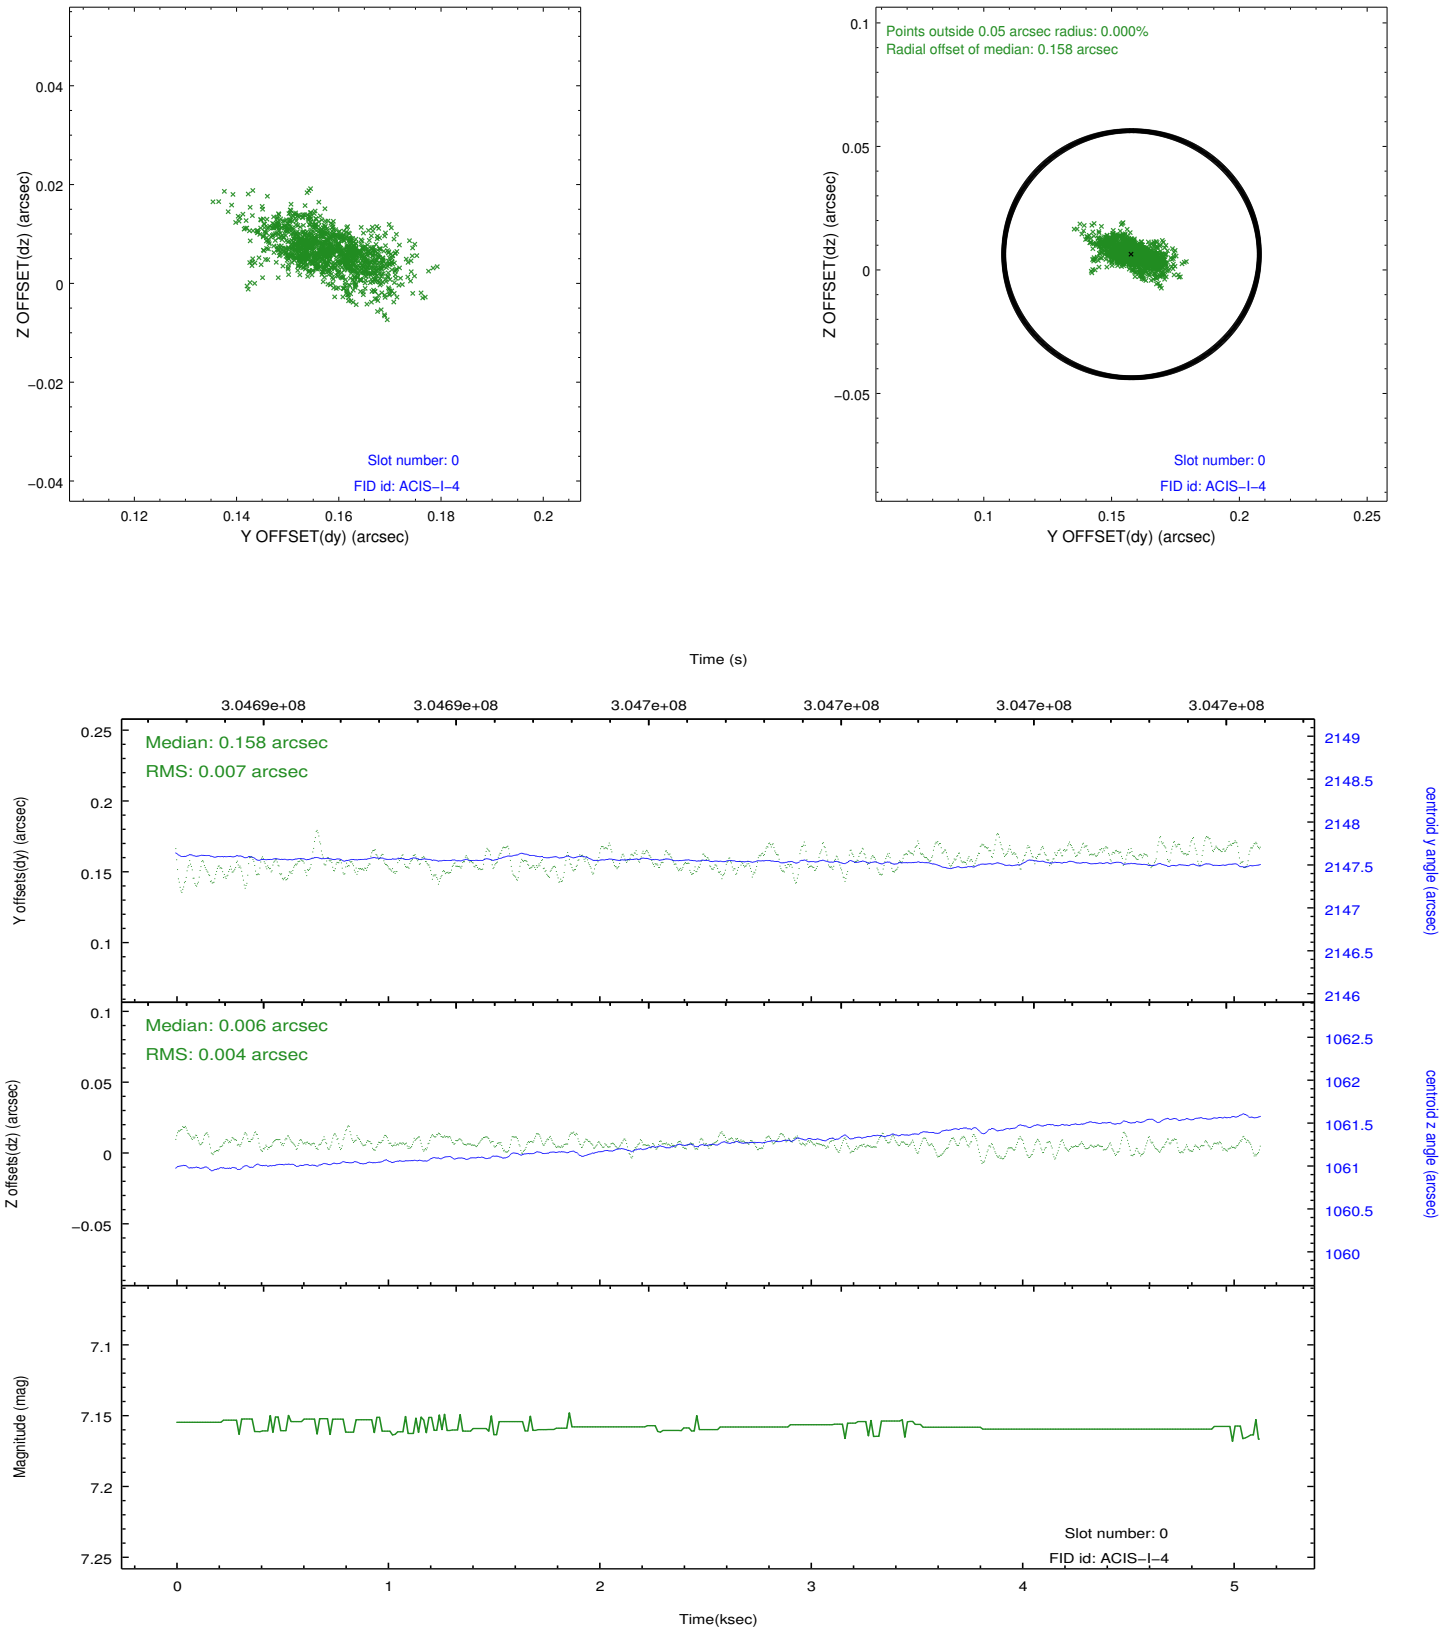 0.04
0.02
0
−0.02
−0.04
Z OFFSET(dz) (arcsec)
Slot number: 0
FID id: ACIS−I−4
0.12
0.14
0.16
0.18
0.2
Y OFFSET(dy) (arcsec)
Points outside 0.05 arcsec radius: 0.000%
Radial offset of median: 0.158 arcsec
0.1
0.05
0
−0.05
Z OFFSET(dz) (arcsec)
Slot number: 0
FID id: ACIS−I−4
0.1
0.15
0.2
0.25
Y OFFSET(dy) (arcsec)
Time (s)
3.0469e+08
3.0469e+08
3.047e+08
3.047e+08
3.047e+08
3.047e+08
Median: 0.158 arcsec
RMS: 0.007 arcsec
0.25
0.2
0.15
0.1
Y offsets(dy) (arcsec)
2149
2148.5
2148
2147.5
2147
2146.5
2146
centroid y angle (arcsec)
Median: 0.006 arcsec
RMS: 0.004 arcsec
0.1
0.05
0
−0.05
Z offsets(dz) (arcsec)
1062.5
1062
1061.5
1061
1060.5
1060
centroid z angle (arcsec)
7.1
7.15
7.2
7.25
Magnitude (mag)
Slot number: 0
FID id: ACIS−I−4
0
1
2
3
4
5
Time(ksec)